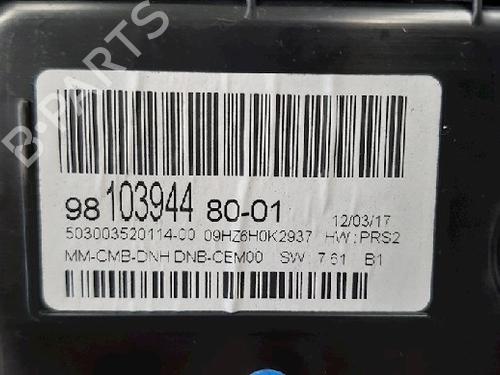 98 103944 80-01 12/03/17
503003520114-00 09HZ6H0K2937 HW : PRS2
MM-CMB-DNH DNB-CEM00 SW : 7.61 B1